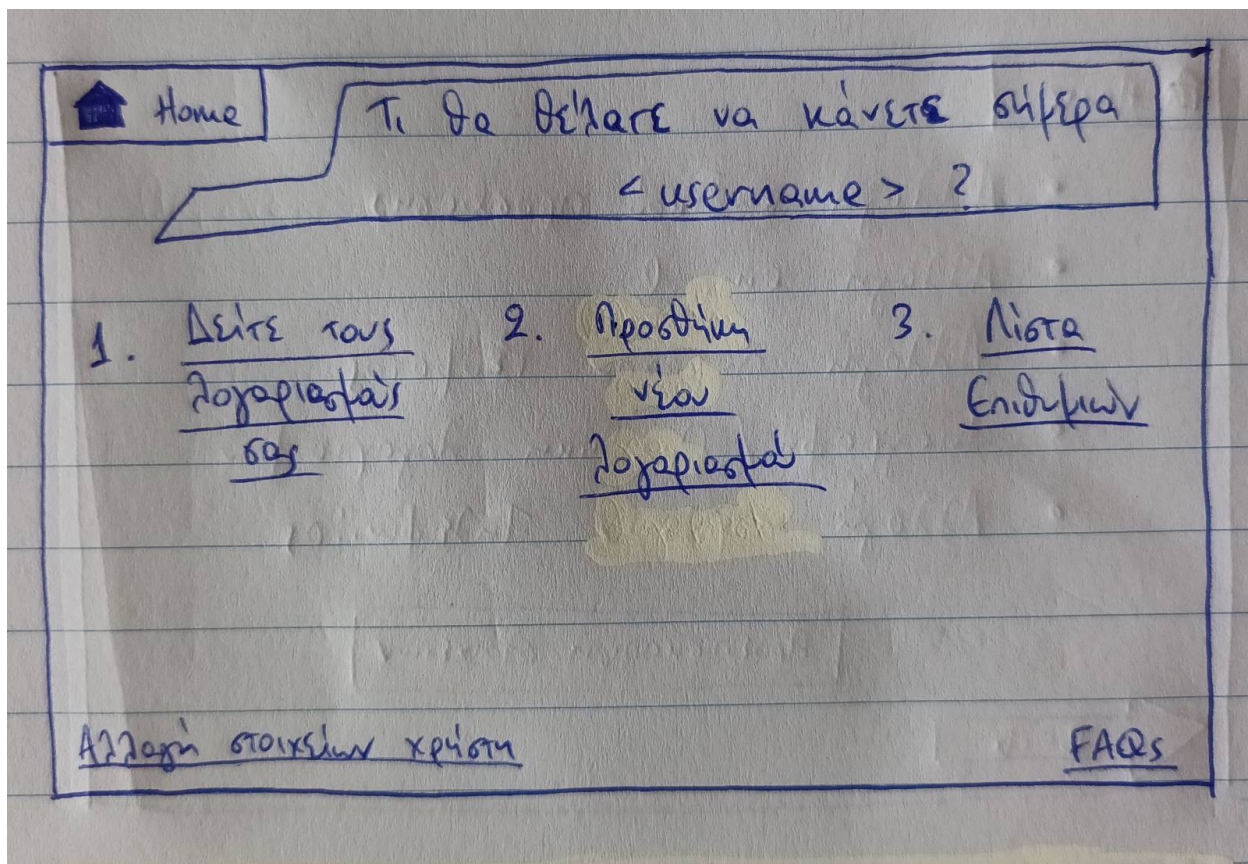 Home
Τι θα θέλατε να κάνετε σήμερα
<username> ?
1. Δείτε τους
λογαριασμούς
σας
2. Προσθήκη
νέου
λογαριασμού
3. Λίστα
Επιθυμιών
Αλλαγή στοιχείων χρήστη
FAQs